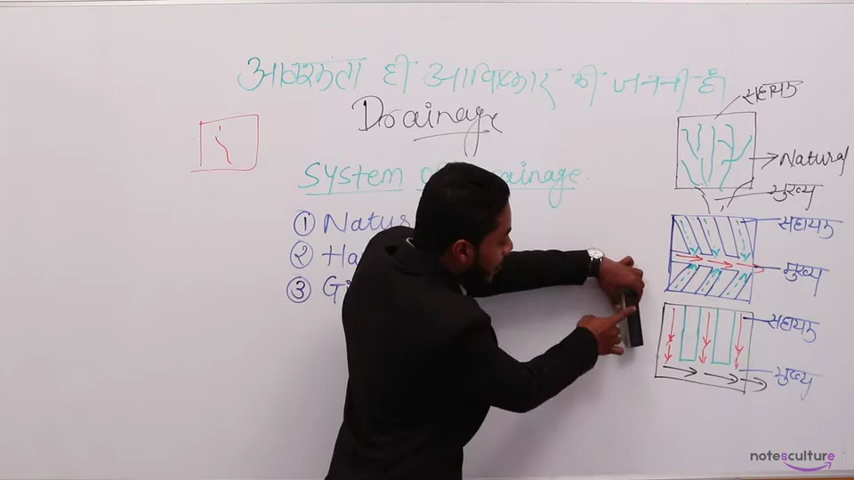 आवश्यकता ही आविष्कार की जननी है
Drainage
System of Drainage
① Natur
② Ha
③ G
सहायक
Natural
मुख्य
सहायक
मुख्य
सहायक
मुख्य
notesculture